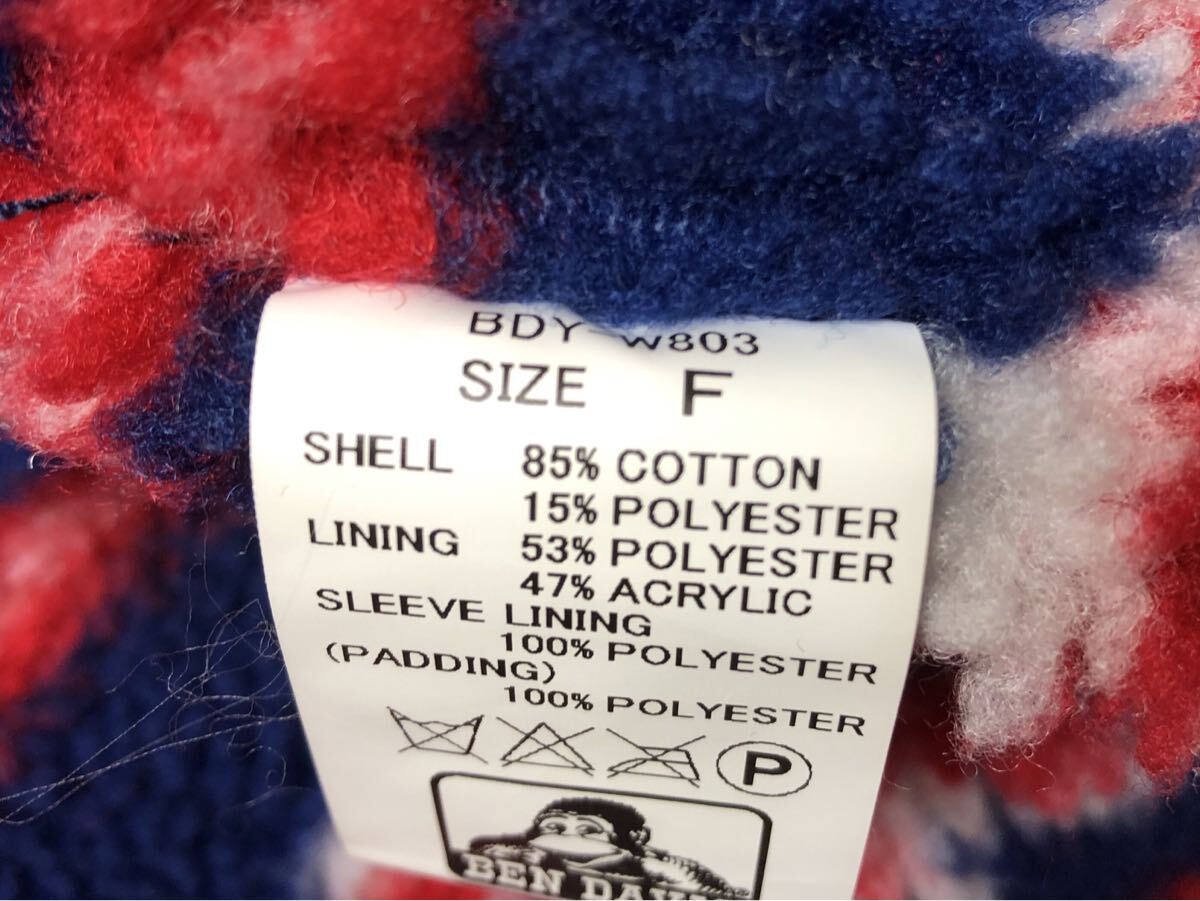 BDY-W803
SIZE F
SHELL 85% COTTON
15% POLYESTER
LINING 53% POLYESTER
47% ACRYLIC
SLEEVE LINING
100% POLYESTER
(PADDING)
100% POLYESTER
P
BEN